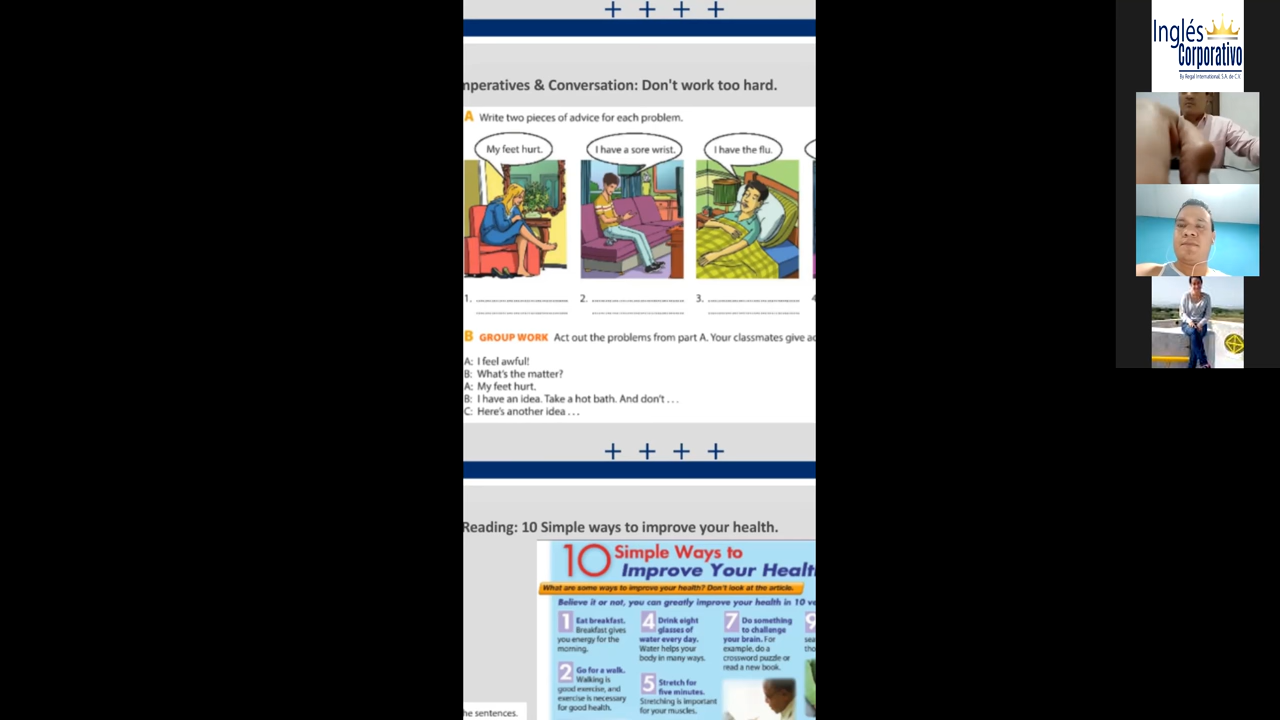 + + + +
nperatives & Conversation: Don't work too hard.
A Write two pieces of advice for each problem.
My feet hurt.
I have a sore wrist.
I have the flu.
1.
2.
3.
B GROUP WORK Act out the problems from part A. Your classmates give
A: I feel awful!
B: What's the matter?
A: My feet hurt.
B: I have an idea. Take a hot bath. And don't . . .
C: Here's another idea . . .
+ + + +
Reading: 10 Simple ways to improve your health.
10 Simple Ways to
Improve Your Healt
What are some ways to improve your health? Don't look at the article.
Believe it or not, you can greatly improve your health in 10
1 Eat breakfast.
Breakfast gives
you energy for the
morning.
2 Go for a walk.
Walking is
good exercise, and
exercise is necessary
for good health.
4 Drink eight
glasses of
water every day.
Water helps your
body in many ways.
5 Stretch for
five minutes.
Stretching is important
for your muscles.
7 Do something
to challenge
your brain. For
example, do a
crossword puzzle or
read a new book.
9
he sentences.
Inglés
Corporativo
By Regal International, S.A. de C.V.